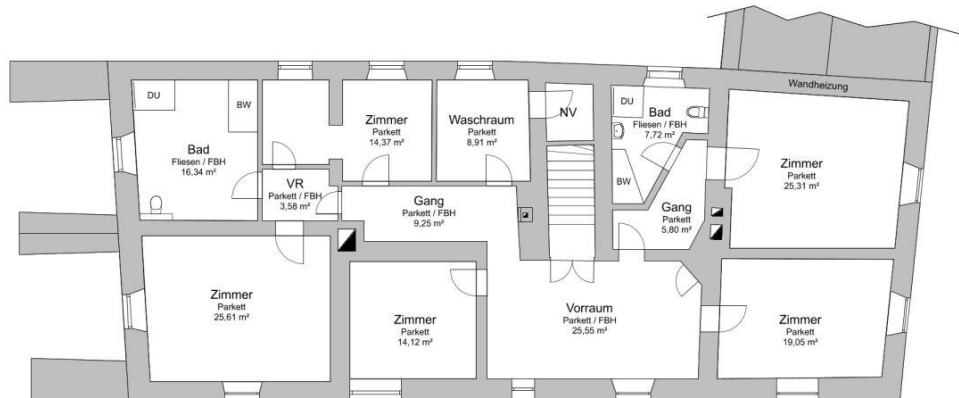 Wandheizung
DU
BW
Bad
Fliesen / FBH
16,34 m²
Zimmer
Parkett
14,37 m²
Waschraum
Parkett
8,91 m²
NV
DU
Bad
Fliesen / FBH
7,72 m²
BW
Zimmer
Parkett
25,31 m²
VR
Parkett / FBH
3,58 m²
Gang
Parkett / FBH
9,25 m²
Gang
Parkett
5,80 m²
Zimmer
Parkett
25,61 m²
Zimmer
Parkett
14,12 m²
Vorraum
Parkett / FBH
25,55 m²
Zimmer
Parkett
19,05 m²